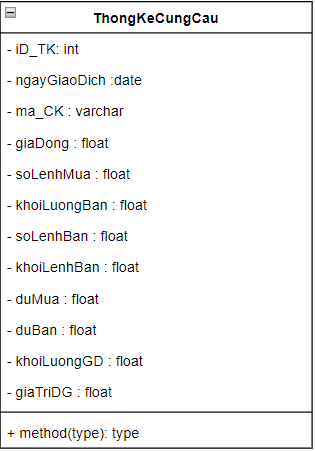 ThongKeCungCau
- iD_TK: int
- ngayGiaoDich :date
- ma_CK : varchar
- giaDong : float
- soLenhMua : float
- khoiLuongBan : float
- soLenhBan : float
- khoiLenhBan : float
- duMua : float
- duBan : float
- khoiLuongGD : float
- giaTriDG : float
+ method(type): type